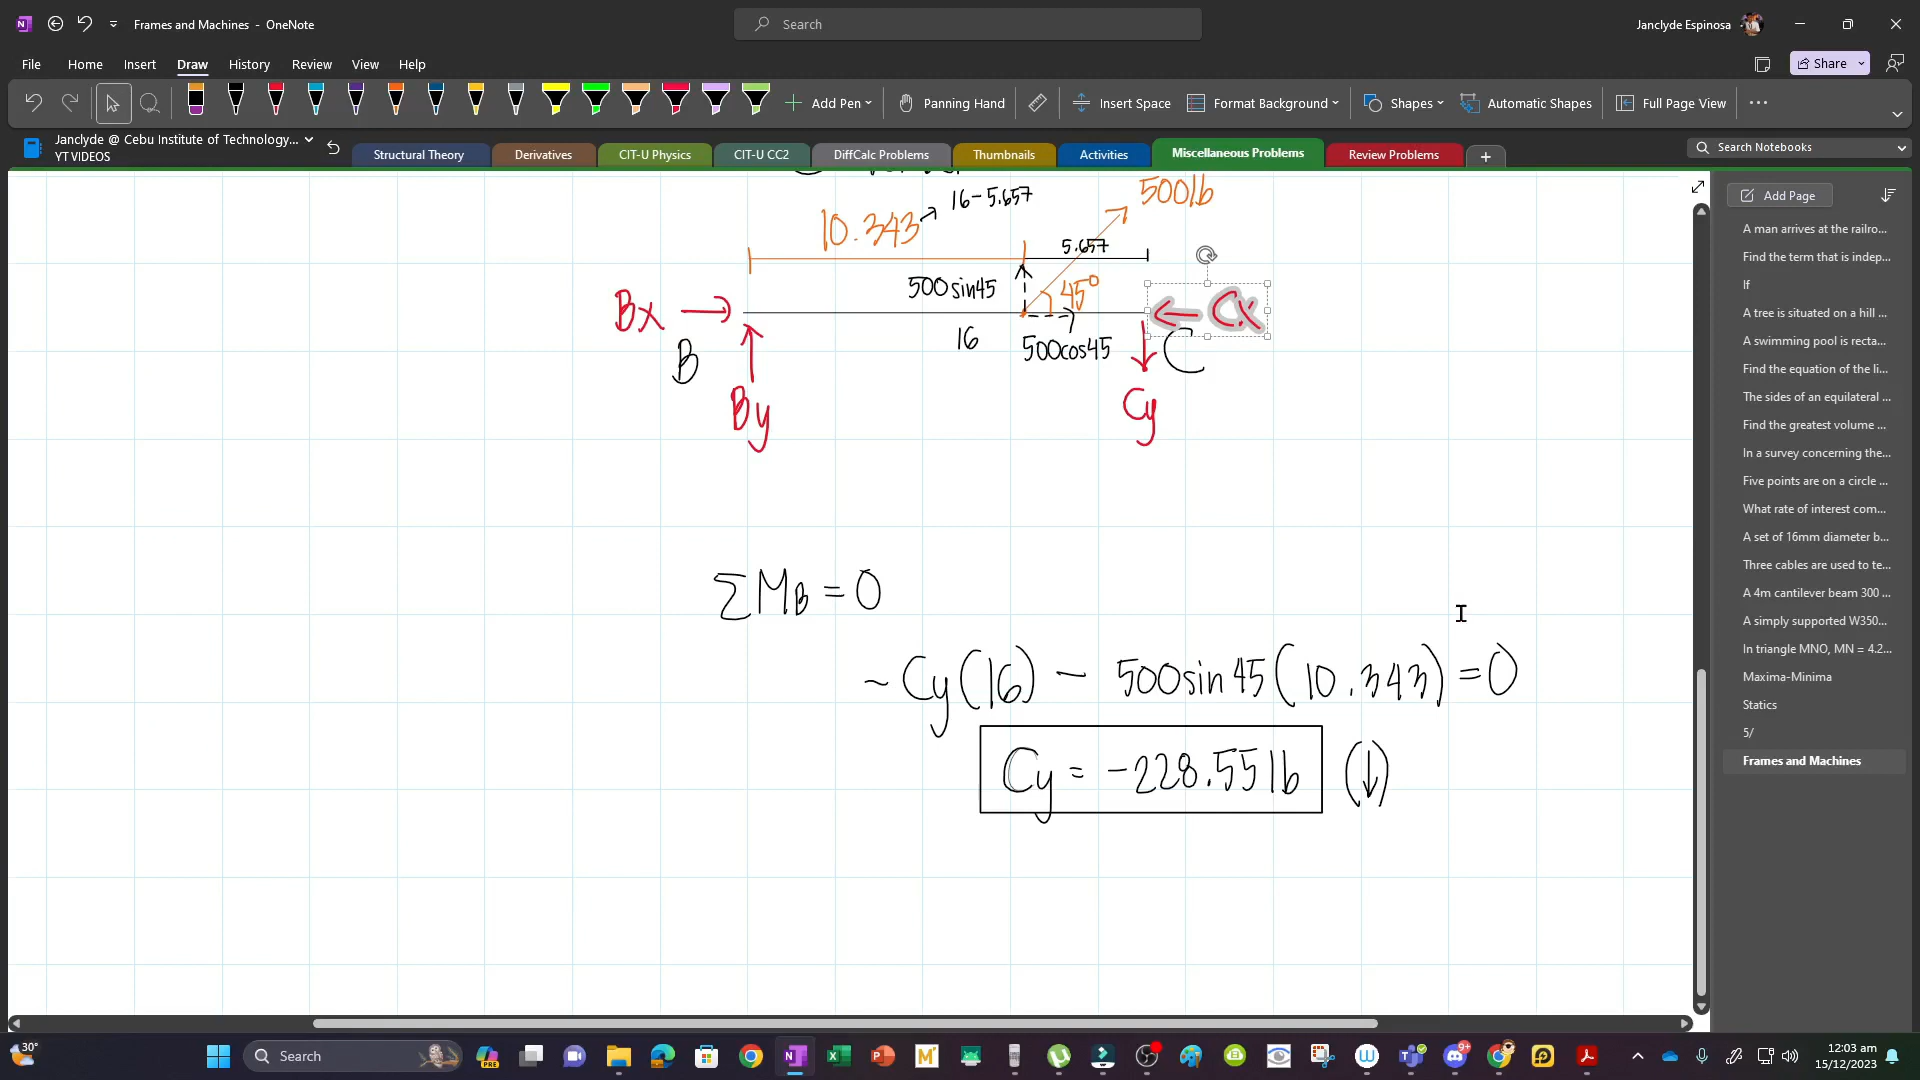 Frames and Machines - OneNote
Search
Janclyde Espinosa
File Home Insert Draw History Review View Help
Share
Add Pen
Panning Hand
Insert Space
Format Background
Shapes
Automatic Shapes
Full Page View
Janclyde @ Cebu Institute of Technology...
YT VIDEOS
Structural Theory
Derivatives
CIT-U Physics
CIT-U CC2
DiffCalc Problems
Thumbnails
Activities
Miscellaneous Problems
Review Problems
Search Notebooks
Add Page
A man arrives at the railro...
Find the term that is indep...
If
A tree is situated on a hill ...
A swimming pool is recta...
Find the equation of the li...
The sides of an equilateral ...
Find the greatest volume ...
In a survey concerning the...
Five points are on a circle ...
What rate of interest com...
A set of 16mm diameter b...
Three cables are used to te...
A 4m cantilever beam 300 ...
A simply supported W350...
In triangle MNO, MN = 4.2...
Maxima-Minima
Statics
5/
Frames and Machines
16-5.657
500lb
10.343
5.657
500sin45
45°
Bx
Cx
B
16
500cos45
C
By
Cy
ΣMB = 0
- Cy(16) - 500sin45(10.343) = 0
Cy = -228.55 lb (↓)
30°
Search
PRE
9+
12:03 am
15/12/2023